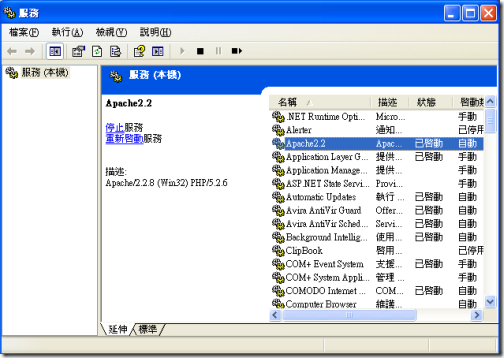 服務
檔案(F) 執行(A) 檢視(V) 說明(H)
服務 (本機)
服務 (本機)
Apache2.2
停止服務
重新啟動服務
描述:
Apache/2.2.8 (Win32) PHP/5.2.6
名稱 描述 狀態 啟動類
.NET Runtime Opti... Micro... 手動
Alerter 通知... 已停用
Apache2.2 Apac... 已啟動 自動
Application Layer G... 提供... 已啟動 手動
Application Manage... 提供... 手動
ASP.NET State Servi... Provi... 手動
Automatic Updates 執行 ... 已啟動 自動
Avira AntiVir Guard Offer... 已啟動 自動
Avira AntiVir Sched... Servi... 已啟動 自動
Background Intellig... 使用... 已啟動 自動
ClipBook 啓用... 已停用
COM+ Event System 支援... 已啟動 手動
COM+ System Appli... 管理 ... 手動
COMODO Internet ... COM... 已啟動 自動
Computer Browser 維護... 自動
延伸 標準